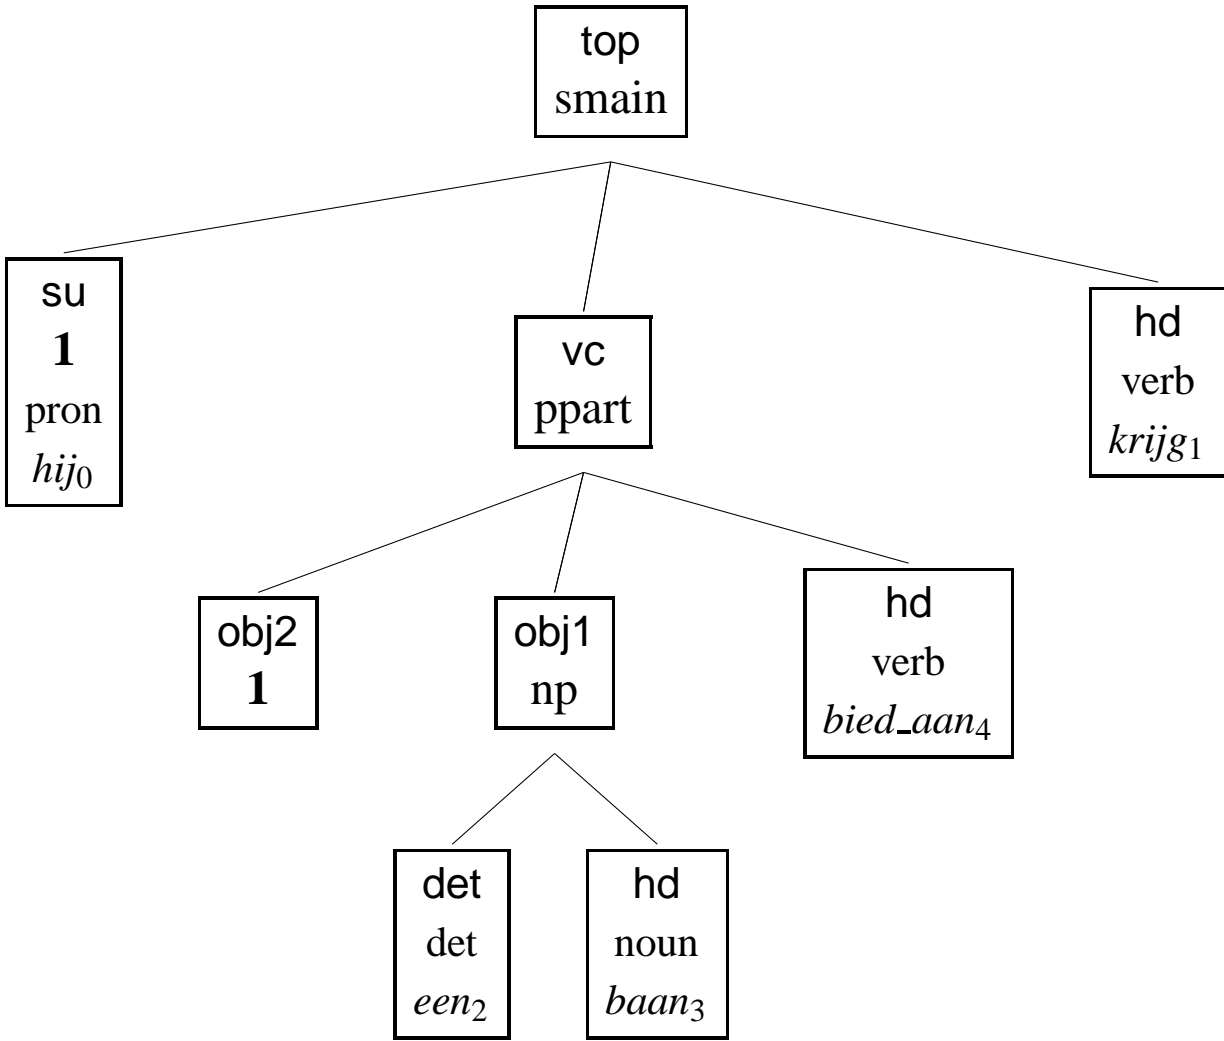 top
smain
su
1
pron
hij0
vc
ppart
hd
verb
krijg1
obj2
1
obj1
np
hd
verb
bied_aan4
det
det
een2
hd
noun
baan3